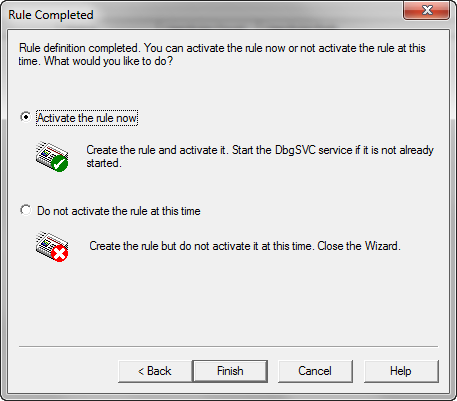 Rule Completed
Rule definition completed. You can activate the rule now or not activate the rule at this
time. What would you like to do?
Activate the rule now
Create the rule and activate it. Start the DbgSVC service if it is not already
started.
Do not activate the rule at this time
Create the rule but do not activate it at this time. Close the Wizard.
< Back
Finish
Cancel
Help